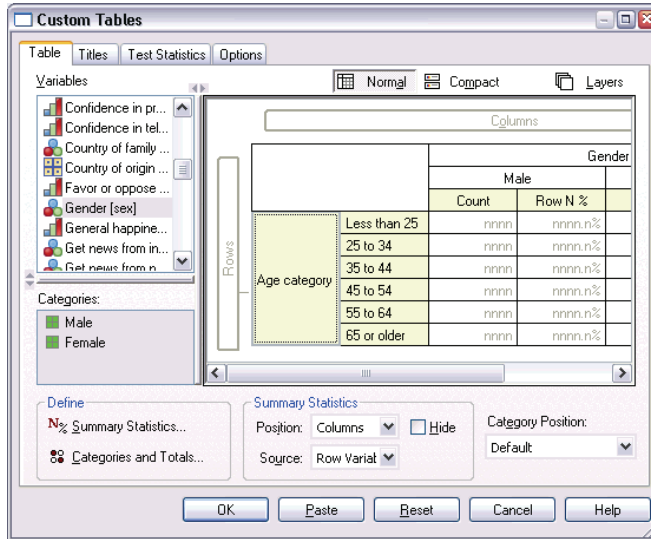 Custom Tables
Table Titles Test Statistics Options
Variables
Normal Compact Layers
Confidence in pr...
Confidence in tel...
Country of family ...
Country of origin ...
Favor or oppose ...
Gender [sex]
General happine...
Get news from in...
Get news from n...
Categories:
Male
Female
Columns
Rows
Gender
Male
Count Row N %
Age category
Less than 25 nnnn nnnn.n%
25 to 34 nnnn nnnn.n%
35 to 44 nnnn nnnn.n%
45 to 54 nnnn nnnn.n%
55 to 64 nnnn nnnn.n%
65 or older nnnn nnnn.n%
Define
N% Summary Statistics...
Categories and Totals...
Summary Statistics
Position: Columns Hide
Source: Row Variat
Category Position:
Default
OK Paste Reset Cancel Help